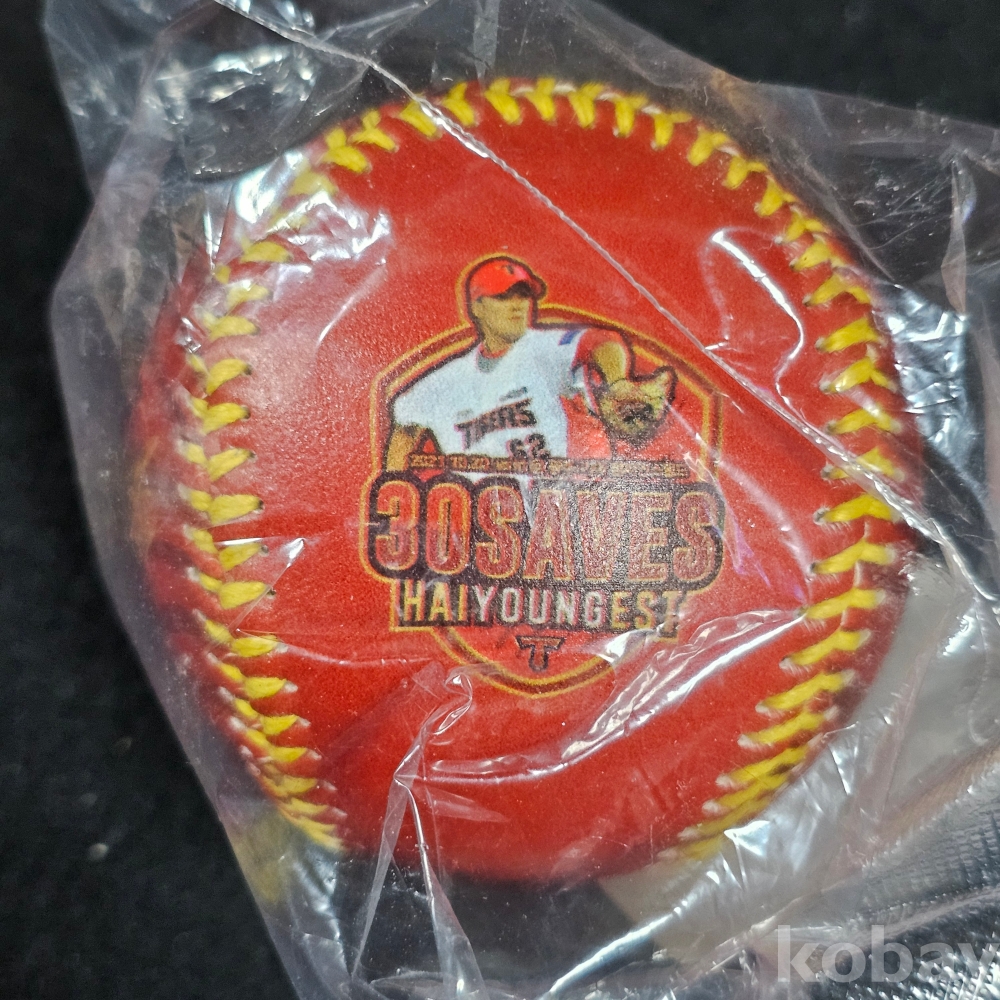 TIGERS
62
30SAVES
HAIYOUNGEST
T
kobay